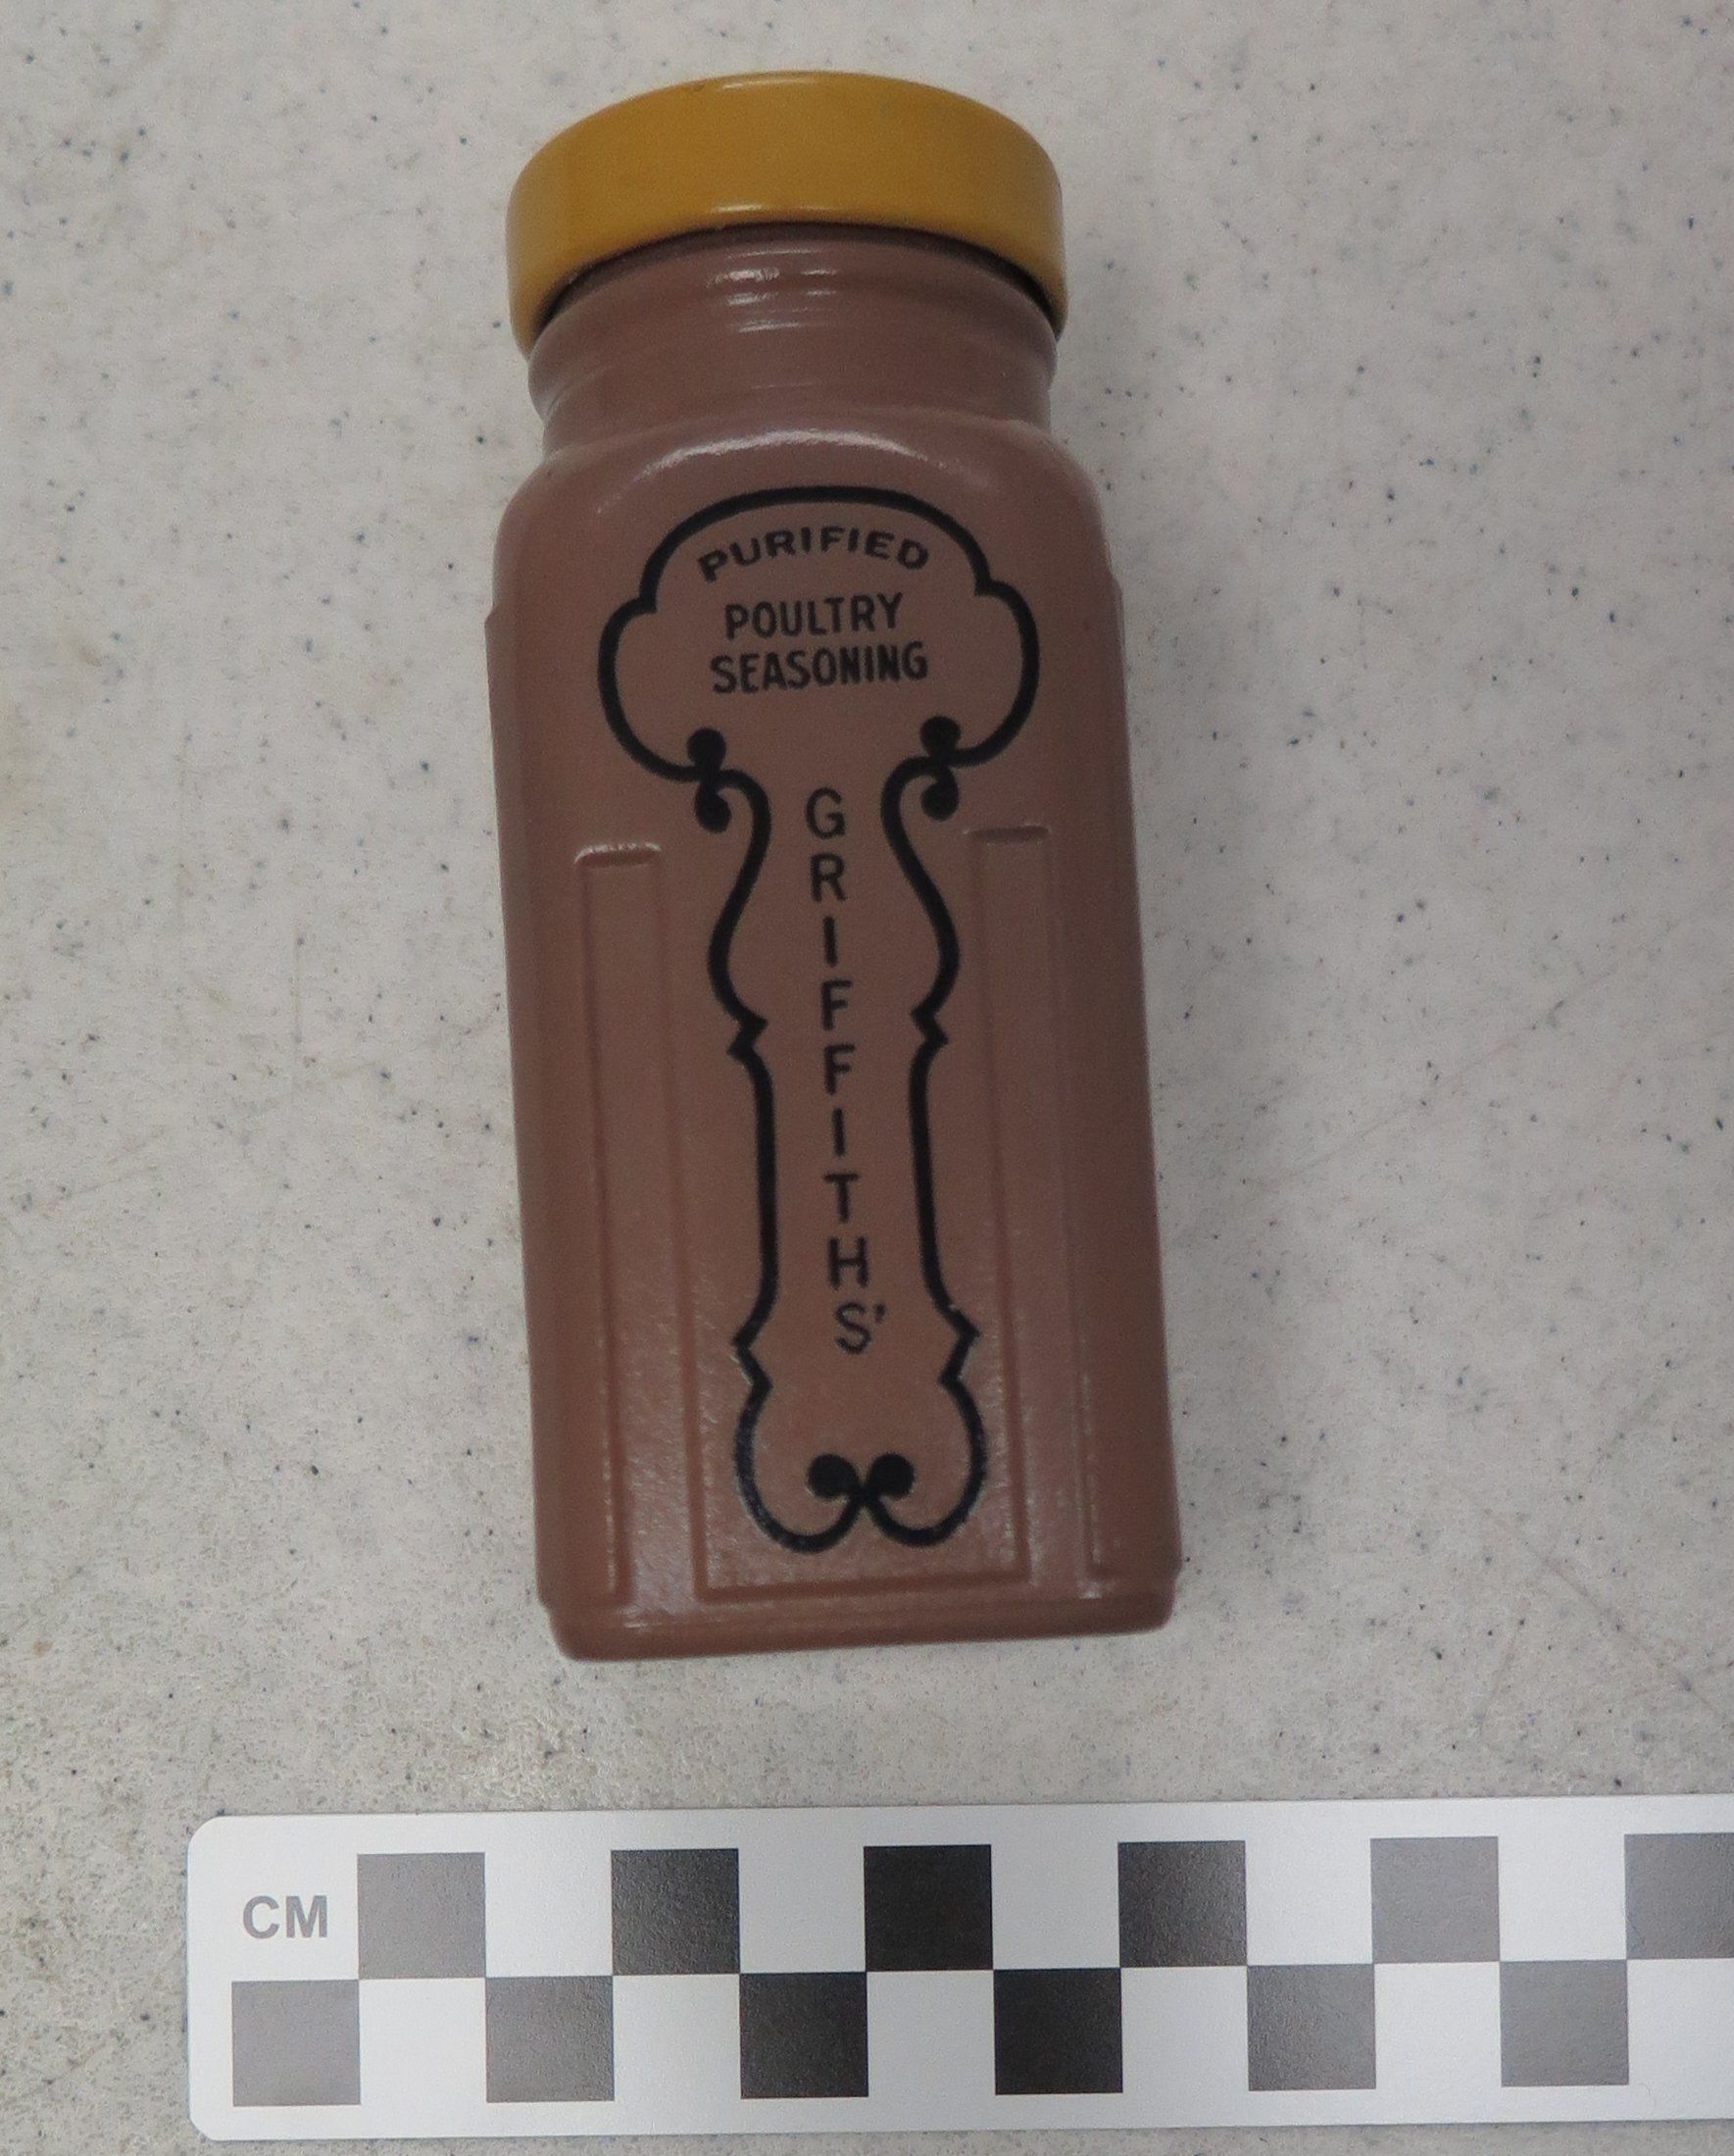 PURIFIED
POULTRY
SEASONING
GRIFFITHS'
CM